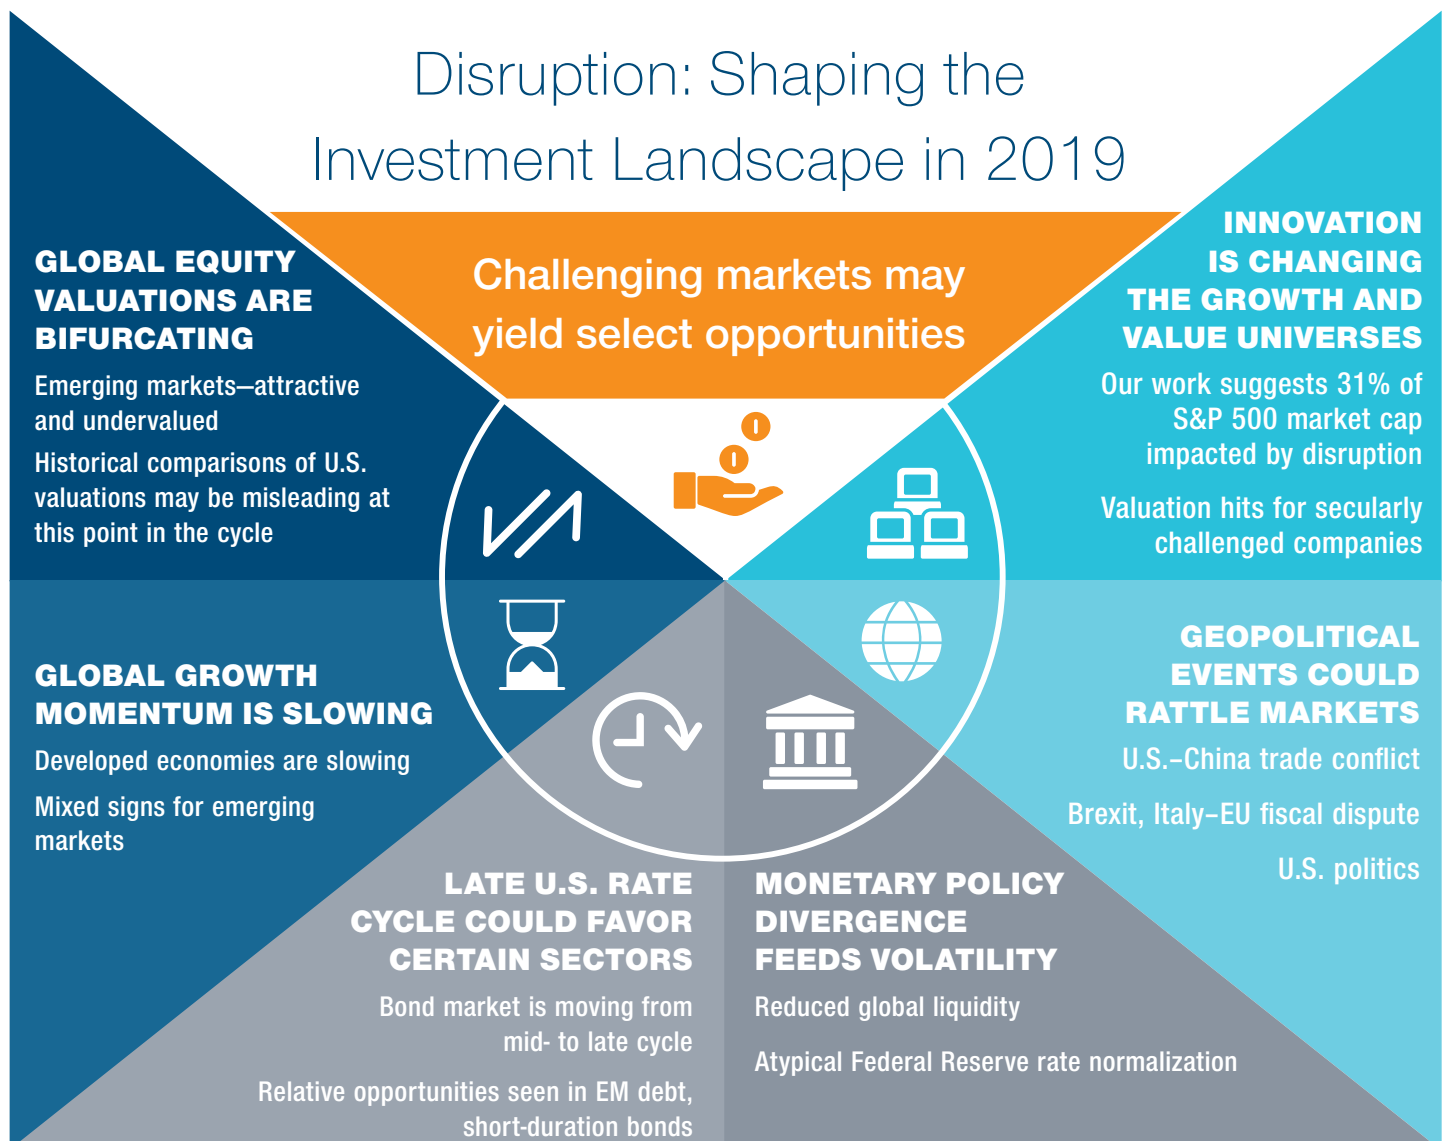 Disruption: Shaping the
Investment Landscape in 2019
Challenging markets may
yield select opportunities
GLOBAL EQUITY
VALUATIONS ARE
BIFURCATING
Emerging markets—attractive
and undervalued
Historical comparisons of U.S.
valuations may be misleading at
this point in the cycle
INNOVATION
IS CHANGING
THE GROWTH AND
VALUE UNIVERSES
Our work suggests 31% of
S&P 500 market cap
impacted by disruption
Valuation hits for secularly
challenged companies
GLOBAL GROWTH
MOMENTUM IS SLOWING
Developed economies are slowing
Mixed signs for emerging
markets
GEOPOLITICAL
EVENTS COULD
RATTLE MARKETS
U.S.–China trade conflict
Brexit, Italy–EU fiscal dispute
U.S. politics
LATE U.S. RATE
CYCLE COULD FAVOR
CERTAIN SECTORS
Bond market is moving from
mid- to late cycle
Relative opportunities seen in EM debt,
short-duration bonds
MONETARY POLICY
DIVERGENCE
FEEDS VOLATILITY
Reduced global liquidity
Atypical Federal Reserve rate normalization